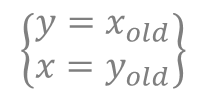 {y = x_old
x = y_old}